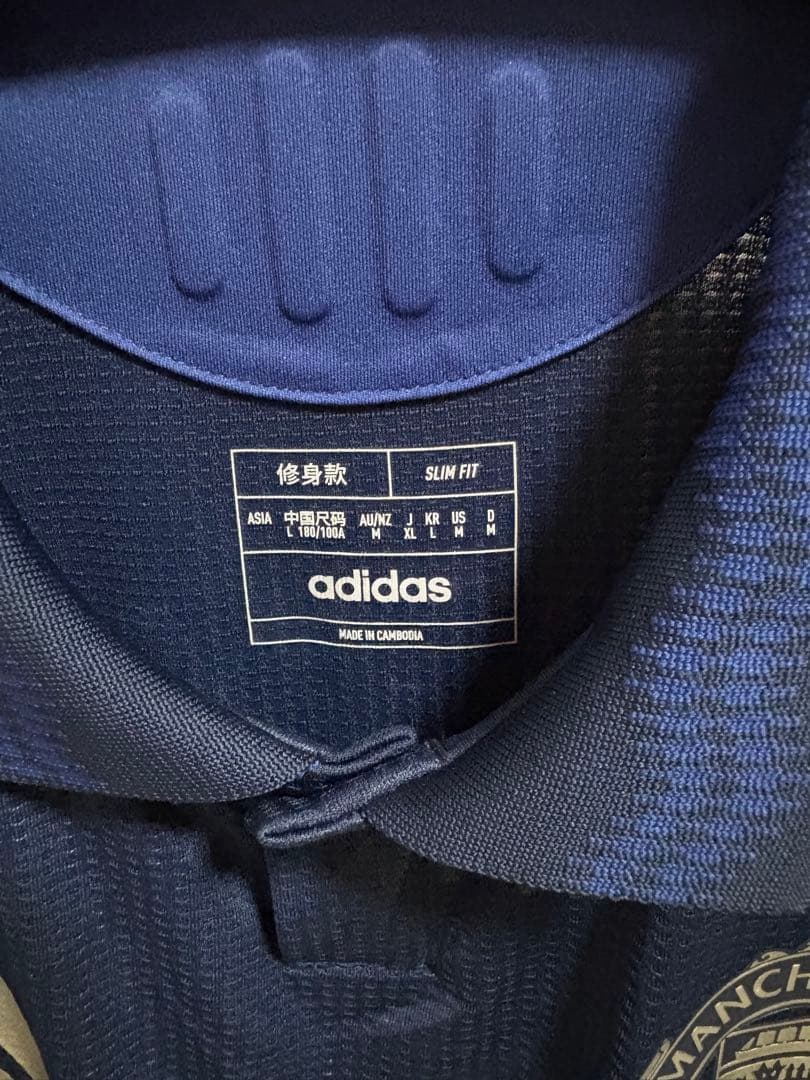 修身款 SLIM FIT
ASIA 中国尺码 AU/NZ J KR US D
L 180/100A M XL L M M
adidas
MADE IN CAMBODIA
MANCH